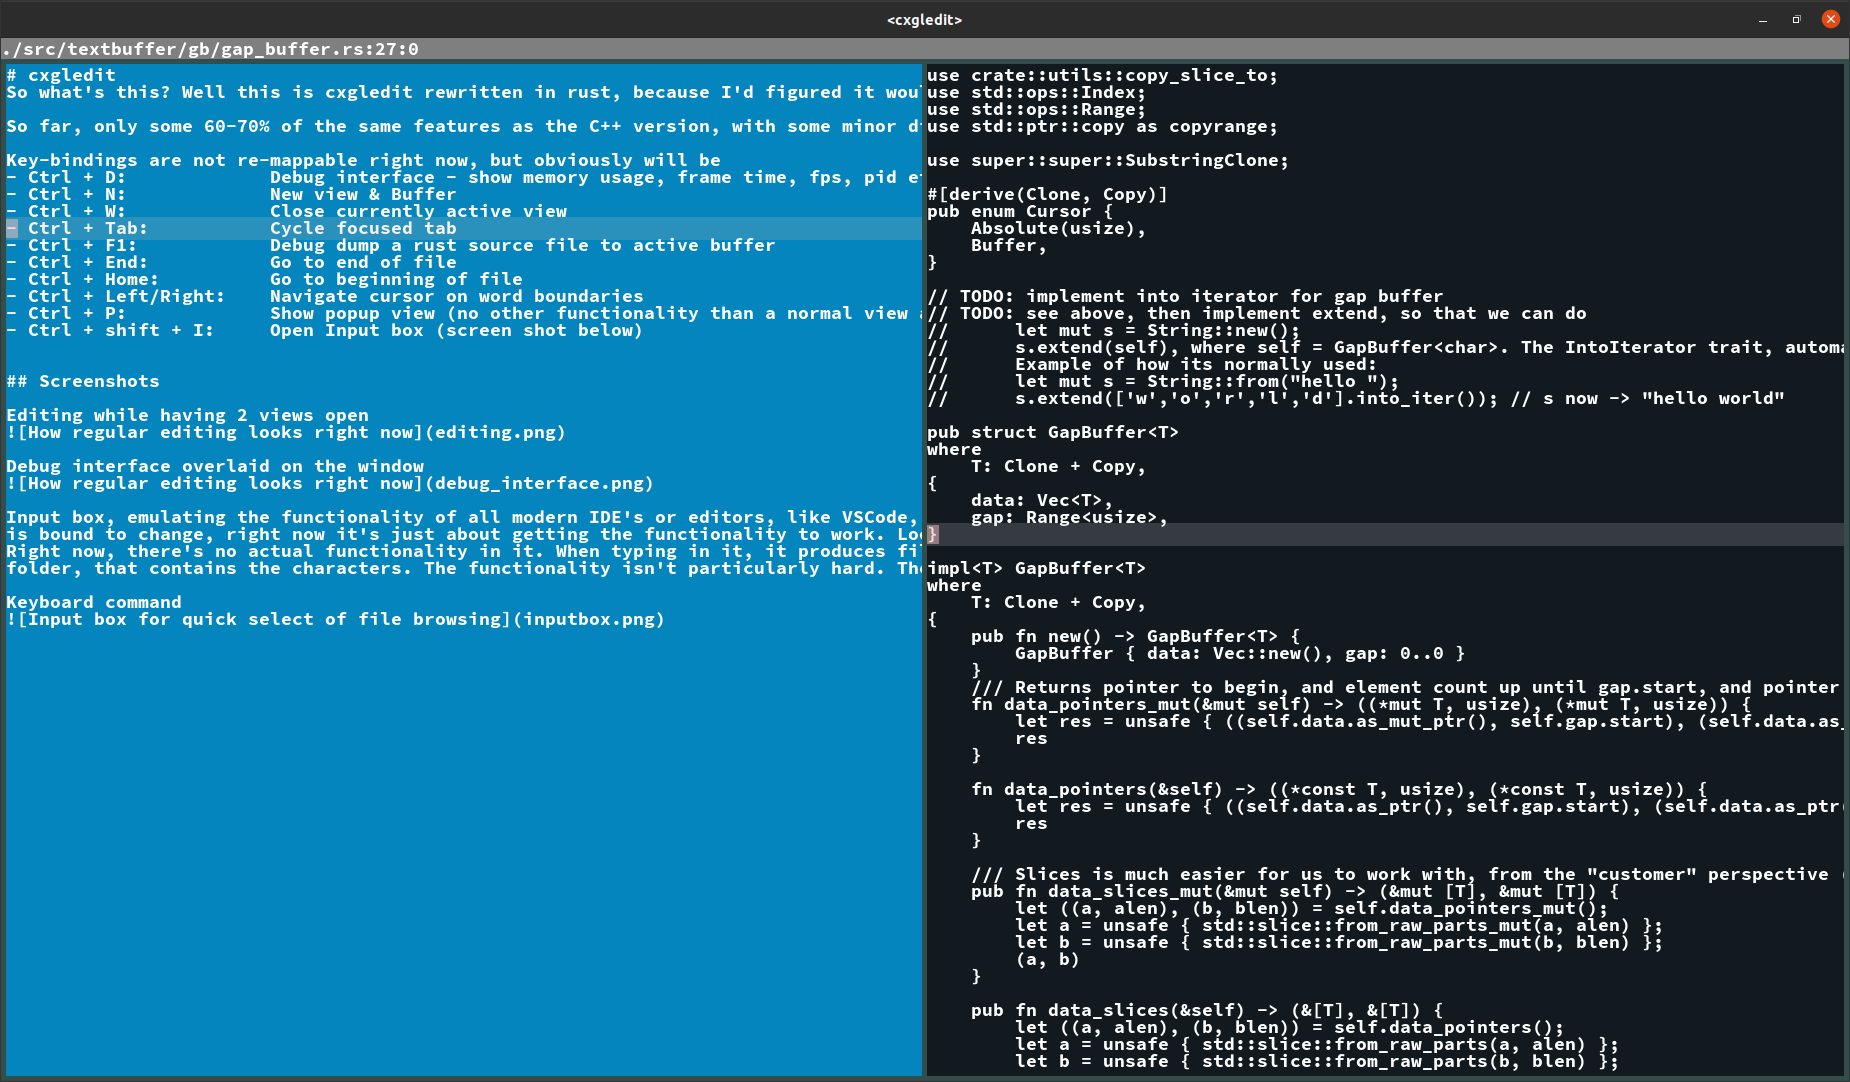 <cxgledit>
./src/textbuffer/gb/gap_buffer.rs:27:0
# cxgledit
So what's this? Well this is cxgledit rewritten in rust, because I'd figured it
So far, only some 60-70% of the same features as the C++ version, with some minor
Key-bindings are not re-mappable right now, but obviously will be
- Ctrl + D:             Debug interface - show memory usage, frame time, fps, pid
- Ctrl + N:             New view & Buffer
- Ctrl + W:             Close currently active view
- Ctrl + Tab:           Cycle focused tab
- Ctrl + F1:            Debug dump a rust source file to active buffer
- Ctrl + End:           Go to end of file
- Ctrl + Home:          Go to beginning of file
- Ctrl + Left/Right:    Navigate cursor on word boundaries
- Ctrl + P:             Show popup view (no other functionality than a normal view
- Ctrl + shift + I:     Open Input box (screen shot below)
## Screenshots
Editing while having 2 views open
![How regular editing looks right now](editing.png)
Debug interface overlaid on the window
![How regular editing looks right now](debug_interface.png)
Input box, emulating the functionality of all modern IDE's or editors, like VSCode,
is bound to change, right now it's just about getting the functionality to work.
Right now, there's no actual functionality in it. When typing in it, it produces
folder, that contains the characters. The functionality isn't particularly hard.
Keyboard command
![Input box for quick select of file browsing](inputbox.png)
use crate::utils::copy_slice_to;
use std::ops::Index;
use std::ops::Range;
use std::ptr::copy as copyrange;
use super::super::SubstringClone;
#[derive(Clone, Copy)]
pub enum Cursor {
    Absolute(usize),
    Buffer,
}
// TODO: implement into iterator for gap buffer
// TODO: see above, then implement extend, so that we can do
//      let mut s = String::new();
//      s.extend(self), where self = GapBuffer<char>. The IntoIterator trait,
//      Example of how its normally used:
//      let mut s = String::from("hello ");
//      s.extend(['w','o','r','l','d'].into_iter()); // s now -> "hello world"
pub struct GapBuffer<T>
where
    T: Clone + Copy,
{
    data: Vec<T>,
    gap: Range<usize>,
}
impl<T> GapBuffer<T>
where
    T: Clone + Copy,
{
    pub fn new() -> GapBuffer<T> {
        GapBuffer { data: Vec::new(), gap: 0..0 }
    }
    /// Returns pointer to begin, and element count up until gap.start, and pointer
    fn data_pointers_mut(&mut self) -> ((*mut T, usize), (*mut T, usize)) {
        let res = unsafe { ((self.data.as_mut_ptr(), self.gap.start), (self.data.as_
        res
    }
    fn data_pointers(&self) -> ((*const T, usize), (*const T, usize)) {
        let res = unsafe { ((self.data.as_ptr(), self.gap.start), (self.data.as_ptr
        res
    }
    /// Slices is much easier for us to work with, from the "customer" perspective
    pub fn data_slices_mut(&mut self) -> (&mut [T], &mut [T]) {
        let ((a, alen), (b, blen)) = self.data_pointers_mut();
        let a = unsafe { std::slice::from_raw_parts_mut(a, alen) };
        let b = unsafe { std::slice::from_raw_parts_mut(b, blen) };
        (a, b)
    }
    pub fn data_slices(&self) -> (&[T], &[T]) {
        let ((a, alen), (b, blen)) = self.data_pointers();
        let a = unsafe { std::slice::from_raw_parts(a, alen) };
        let b = unsafe { std::slice::from_raw_parts(b, blen) };